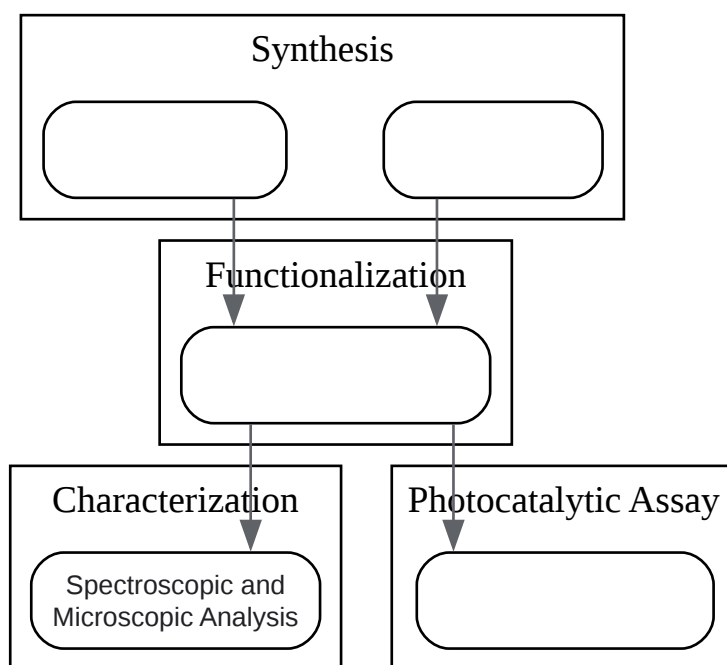 Synthesis
Functionalization
Characterization
Photocatalytic Assay
Spectroscopic and
Microscopic Analysis